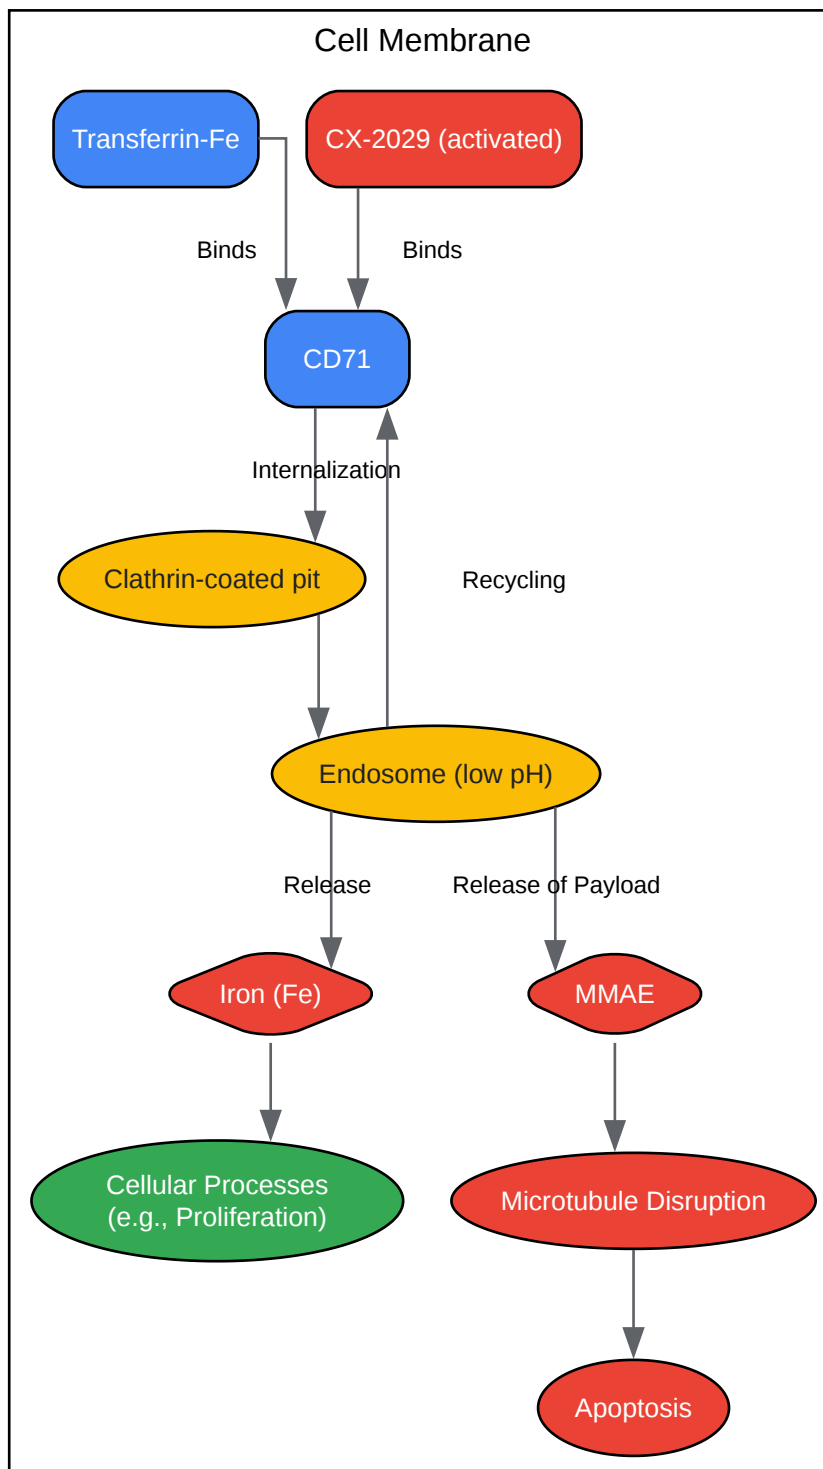 Cell Membrane
Transferrin-Fe
CX-2029 (activated)
Binds
Binds
CD71
Internalization
Clathrin-coated pit
Recycling
Endosome (low pH)
Release
Release of Payload
Iron (Fe)
MMAE
Cellular Processes
(e.g., Proliferation)
Microtubule Disruption
Apoptosis